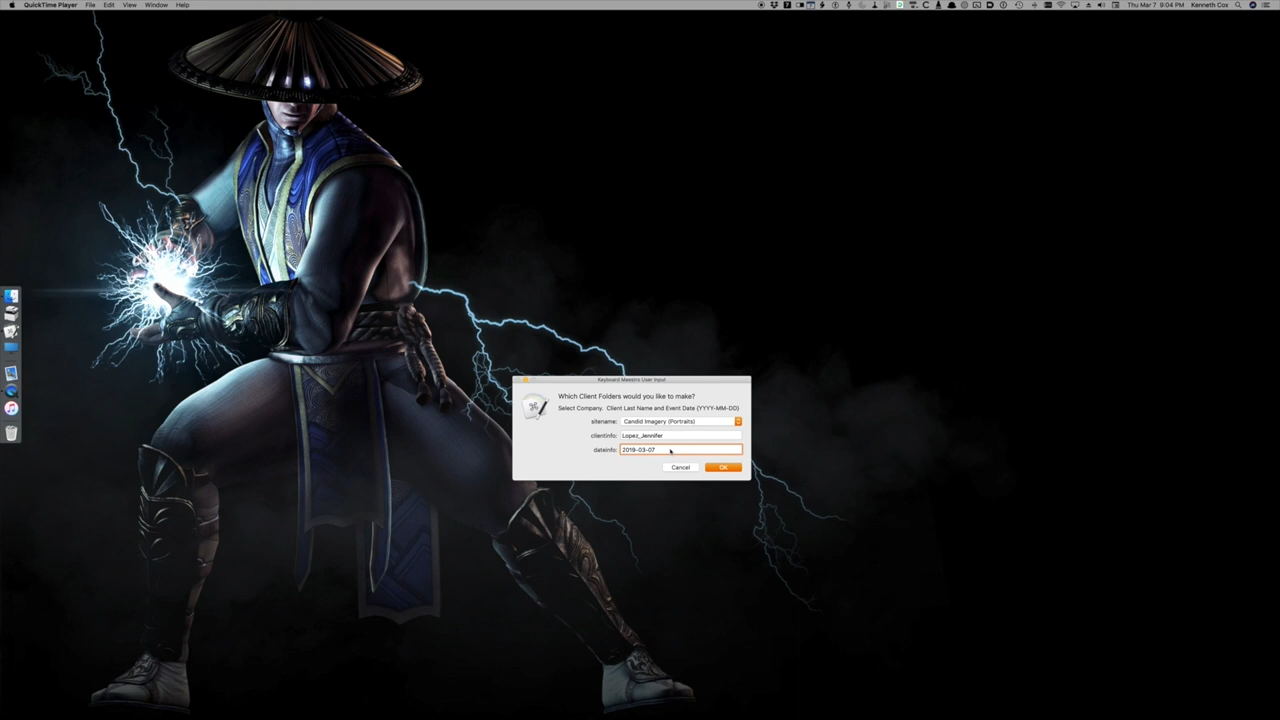 QuickTime Player File Edit View Window Help
Thu Mar 7 9:04 PM Kenneth Cox
Keyboard Maestro User Input
Which Client Folders would you like to make?
Select Company, Client Last Name and Event Date (YYYY-MM-DD)
sitename: Candid Imagery (Portraits)
clientinfo: Lopez_Jennifer
dateinfo: 2019-03-07
Cancel OK